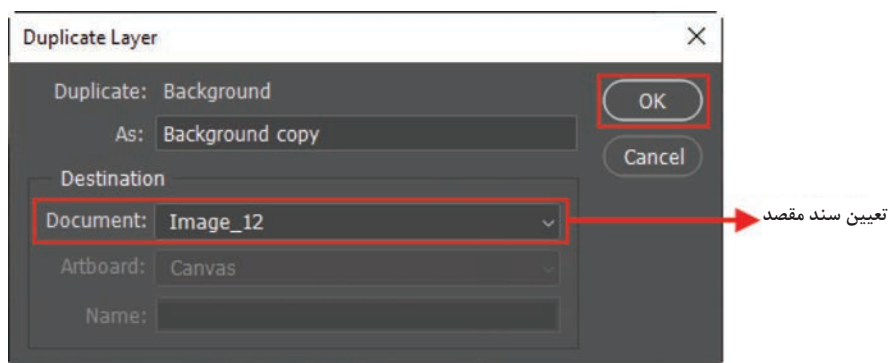 Duplicate Layer
Duplicate: Background
OK
As: Background copy
Cancel
Destination
Document: Image_12
تعیین سند مقصد
Artboard: Canvas
Name: